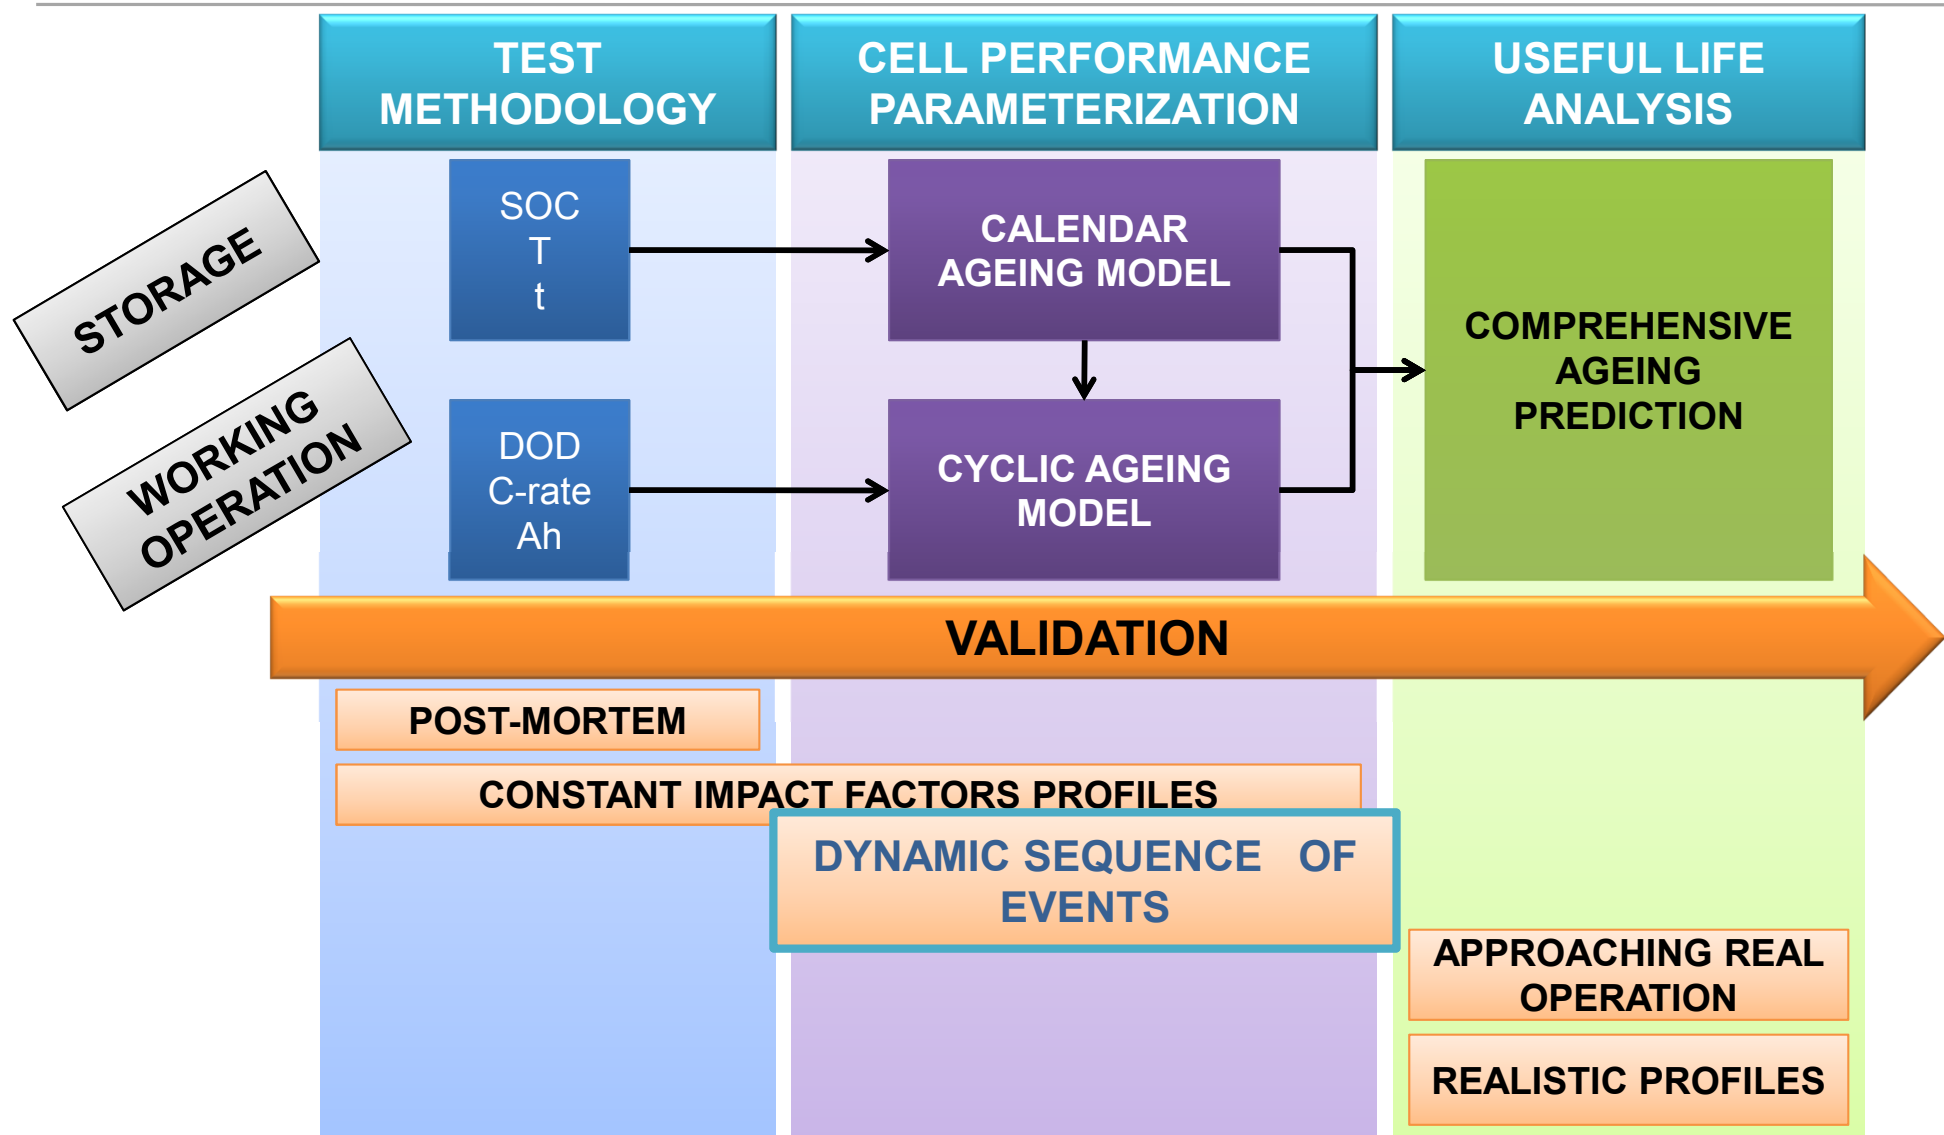 TEST
METHODOLOGY
CELL PERFORMANCE
PARAMETERIZATION
USEFUL LIFE
ANALYSIS
STORAGE
SOC
T
t
CALENDAR
AGEING MODEL
COMPREHENSIVE
AGEING
PREDICTION
WORKING
OPERATION
DOD
C-rate
Ah
CYCLIC AGEING
MODEL
VALIDATION
POST-MORTEM
CONSTANT IMPACT FACTORS PROFILES
DYNAMIC SEQUENCE OF
EVENTS
APPROACHING REAL
OPERATION
REALISTIC PROFILES